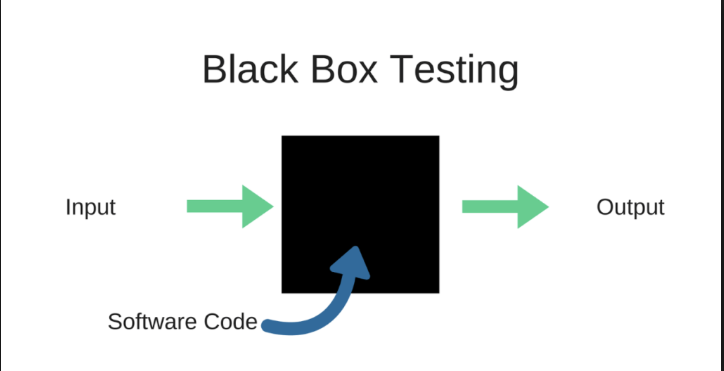 Black Box Testing
Input
Output
Software Code